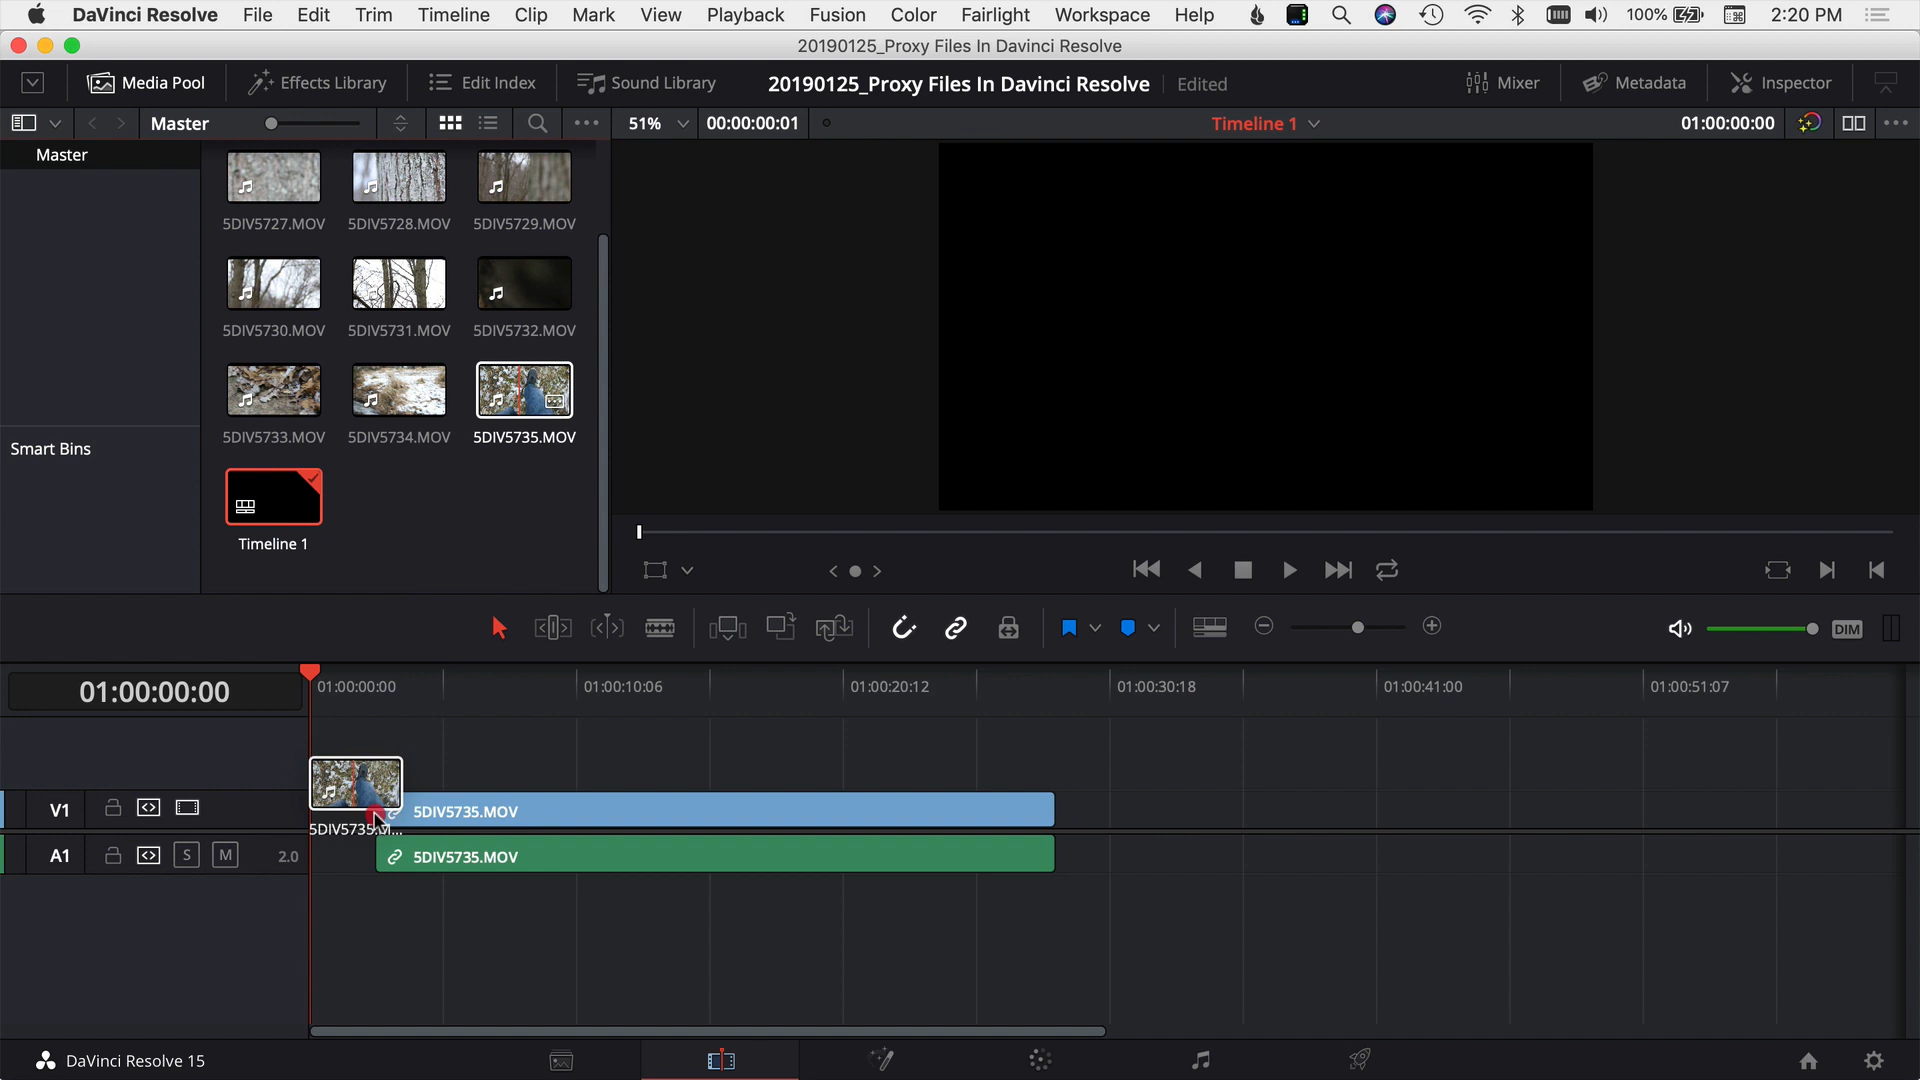 DaVinci Resolve File Edit Trim Timeline Clip Mark View Playback Fusion Color Fairlight Workspace Help 100% 2:20 PM
20190125_Proxy Files In Davinci Resolve
Media Pool Effects Library Edit Index Sound Library 20190125_Proxy Files In Davinci Resolve Edited Mixer Metadata Inspector
Master 51% 00:00:00:01 Timeline 1 01:00:00:00
Master
5DIV5727.MOV 5DIV5728.MOV 5DIV5729.MOV
5DIV5730.MOV 5DIV5731.MOV 5DIV5732.MOV
5DIV5733.MOV 5DIV5734.MOV 5DIV5735.MOV
Smart Bins
Timeline 1
DIM
01:00:00:00 01:00:00:00 01:00:10:06 01:00:20:12 01:00:30:18 01:00:41:00 01:00:51:07
V1 5DIV5735.MOV
5DIV5735.M...
A1 S M 2.0 5DIV5735.MOV
DaVinci Resolve 15